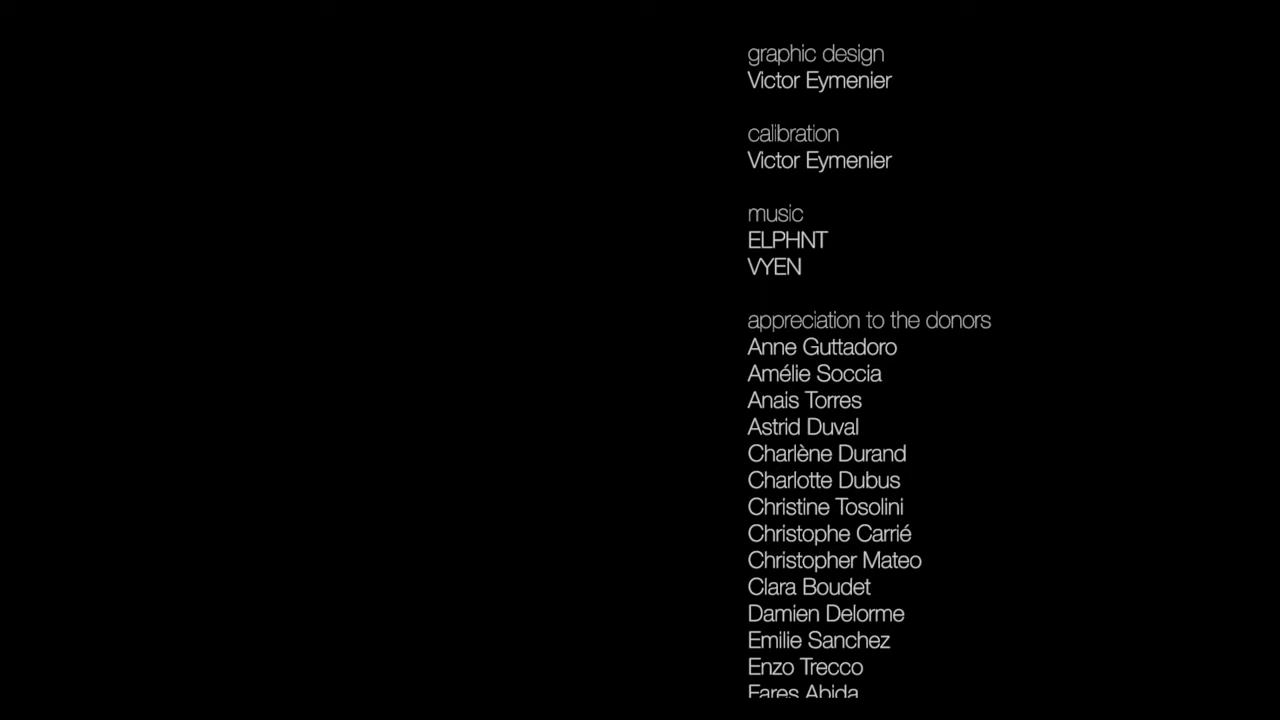 graphic design
Victor Eymenier
calibration
Victor Eymenier
music
ELPHNT
VYEN
appreciation to the donors
Anne Guttadoro
Amélie Soccia
Anais Torres
Astrid Duval
Charlène Durand
Charlotte Dubus
Christine Tosolini
Christophe Carrié
Christopher Mateo
Clara Boudet
Damien Delorme
Emilie Sanchez
Enzo Trecco
Fares Abida